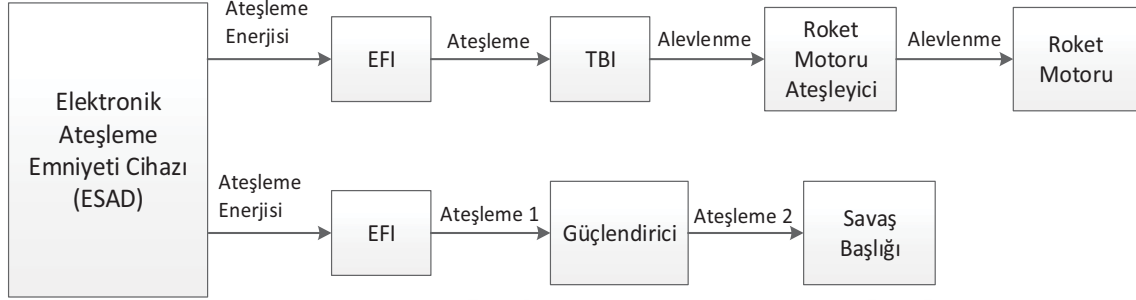 Elektronik
Ateşleme
Emniyeti Cihazı
(ESAD)
Ateşleme
Enerjisi
EFI
Ateşleme
TBI
Alevlenme
Roket
Motoru
Ateşleyici
Alevlenme
Roket
Motoru
Ateşleme
Enerjisi
EFI
Ateşleme 1
Güçlendirici
Ateşleme 2
Savaş
Başlığı